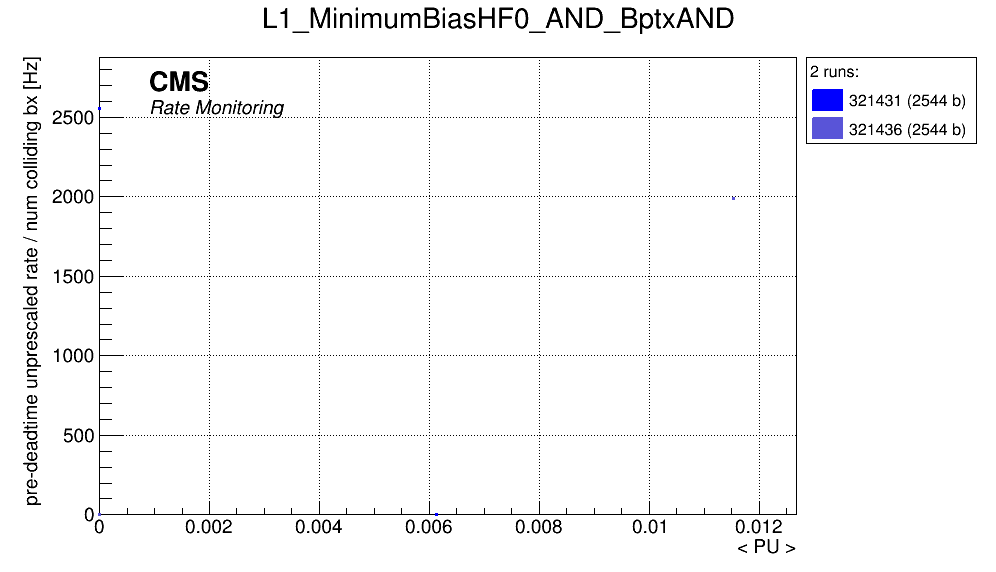 L1_MinimumBiasHF0_AND_BptxAND
pre-deadtime unprescaled rate / num colliding bx [Hz]
CMS
Rate Monitoring
2500
2000
1500
1000
500
0
0
0.002
0.004
0.006
0.008
0.01
0.012
< PU >
2 runs:
321431 (2544 b)
321436 (2544 b)